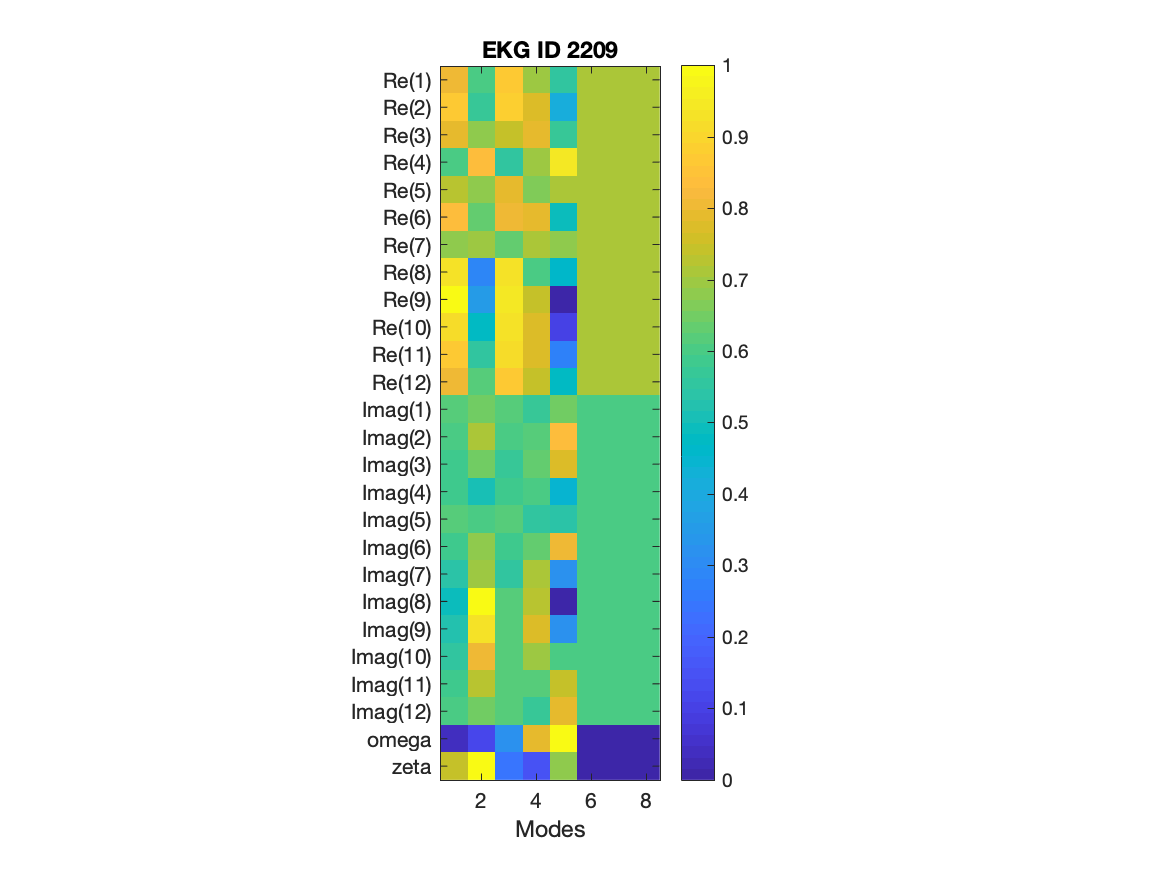 EKG ID 2209
Re(1)
Re(2)
Re(3)
Re(4)
Re(5)
Re(6)
Re(7)
Re(8)
Re(9)
Re(10)
Re(11)
Re(12)
Imag(1)
Imag(2)
Imag(3)
Imag(4)
Imag(5)
Imag(6)
Imag(7)
Imag(8)
Imag(9)
Imag(10)
Imag(11)
Imag(12)
omega
zeta
2 4 6 8
Modes
1
0.9
0.8
0.7
0.6
0.5
0.4
0.3
0.2
0.1
0